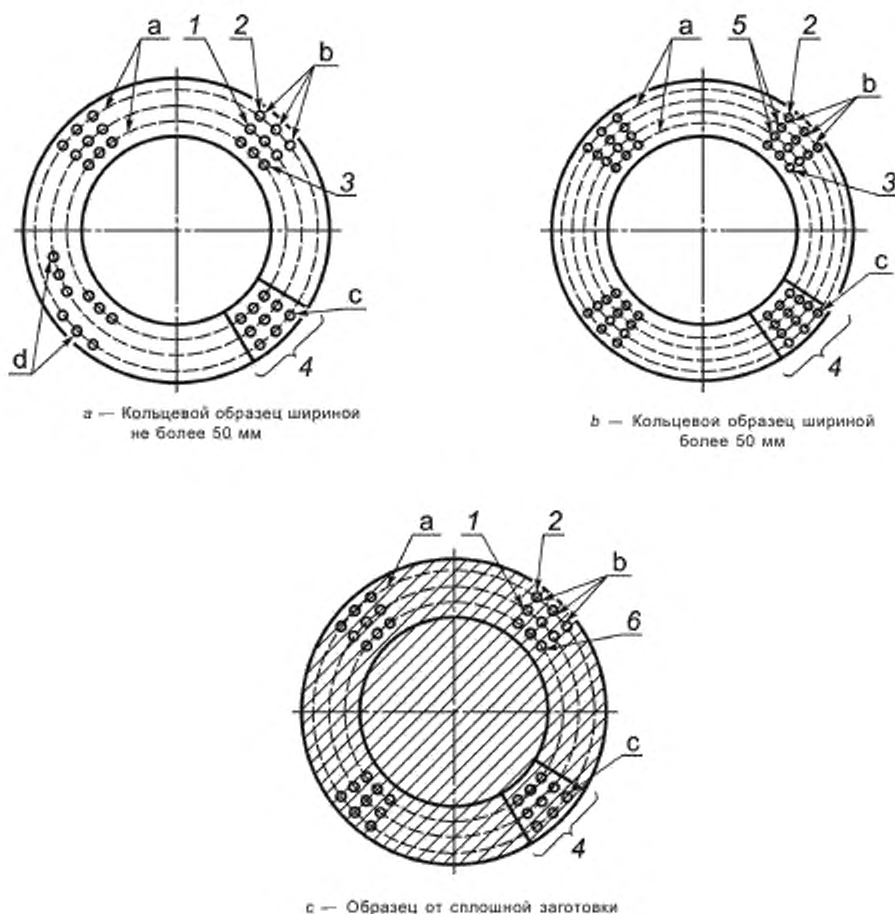 a 1 2 b
3
c
d
4
a — Кольцевой образец шириной
не более 50 мм
a 5 2
b
3
c
4
b — Кольцевой образец шириной
более 50 мм
a 1 2
b
6
c
4
c — Образец от сплошной заготовки